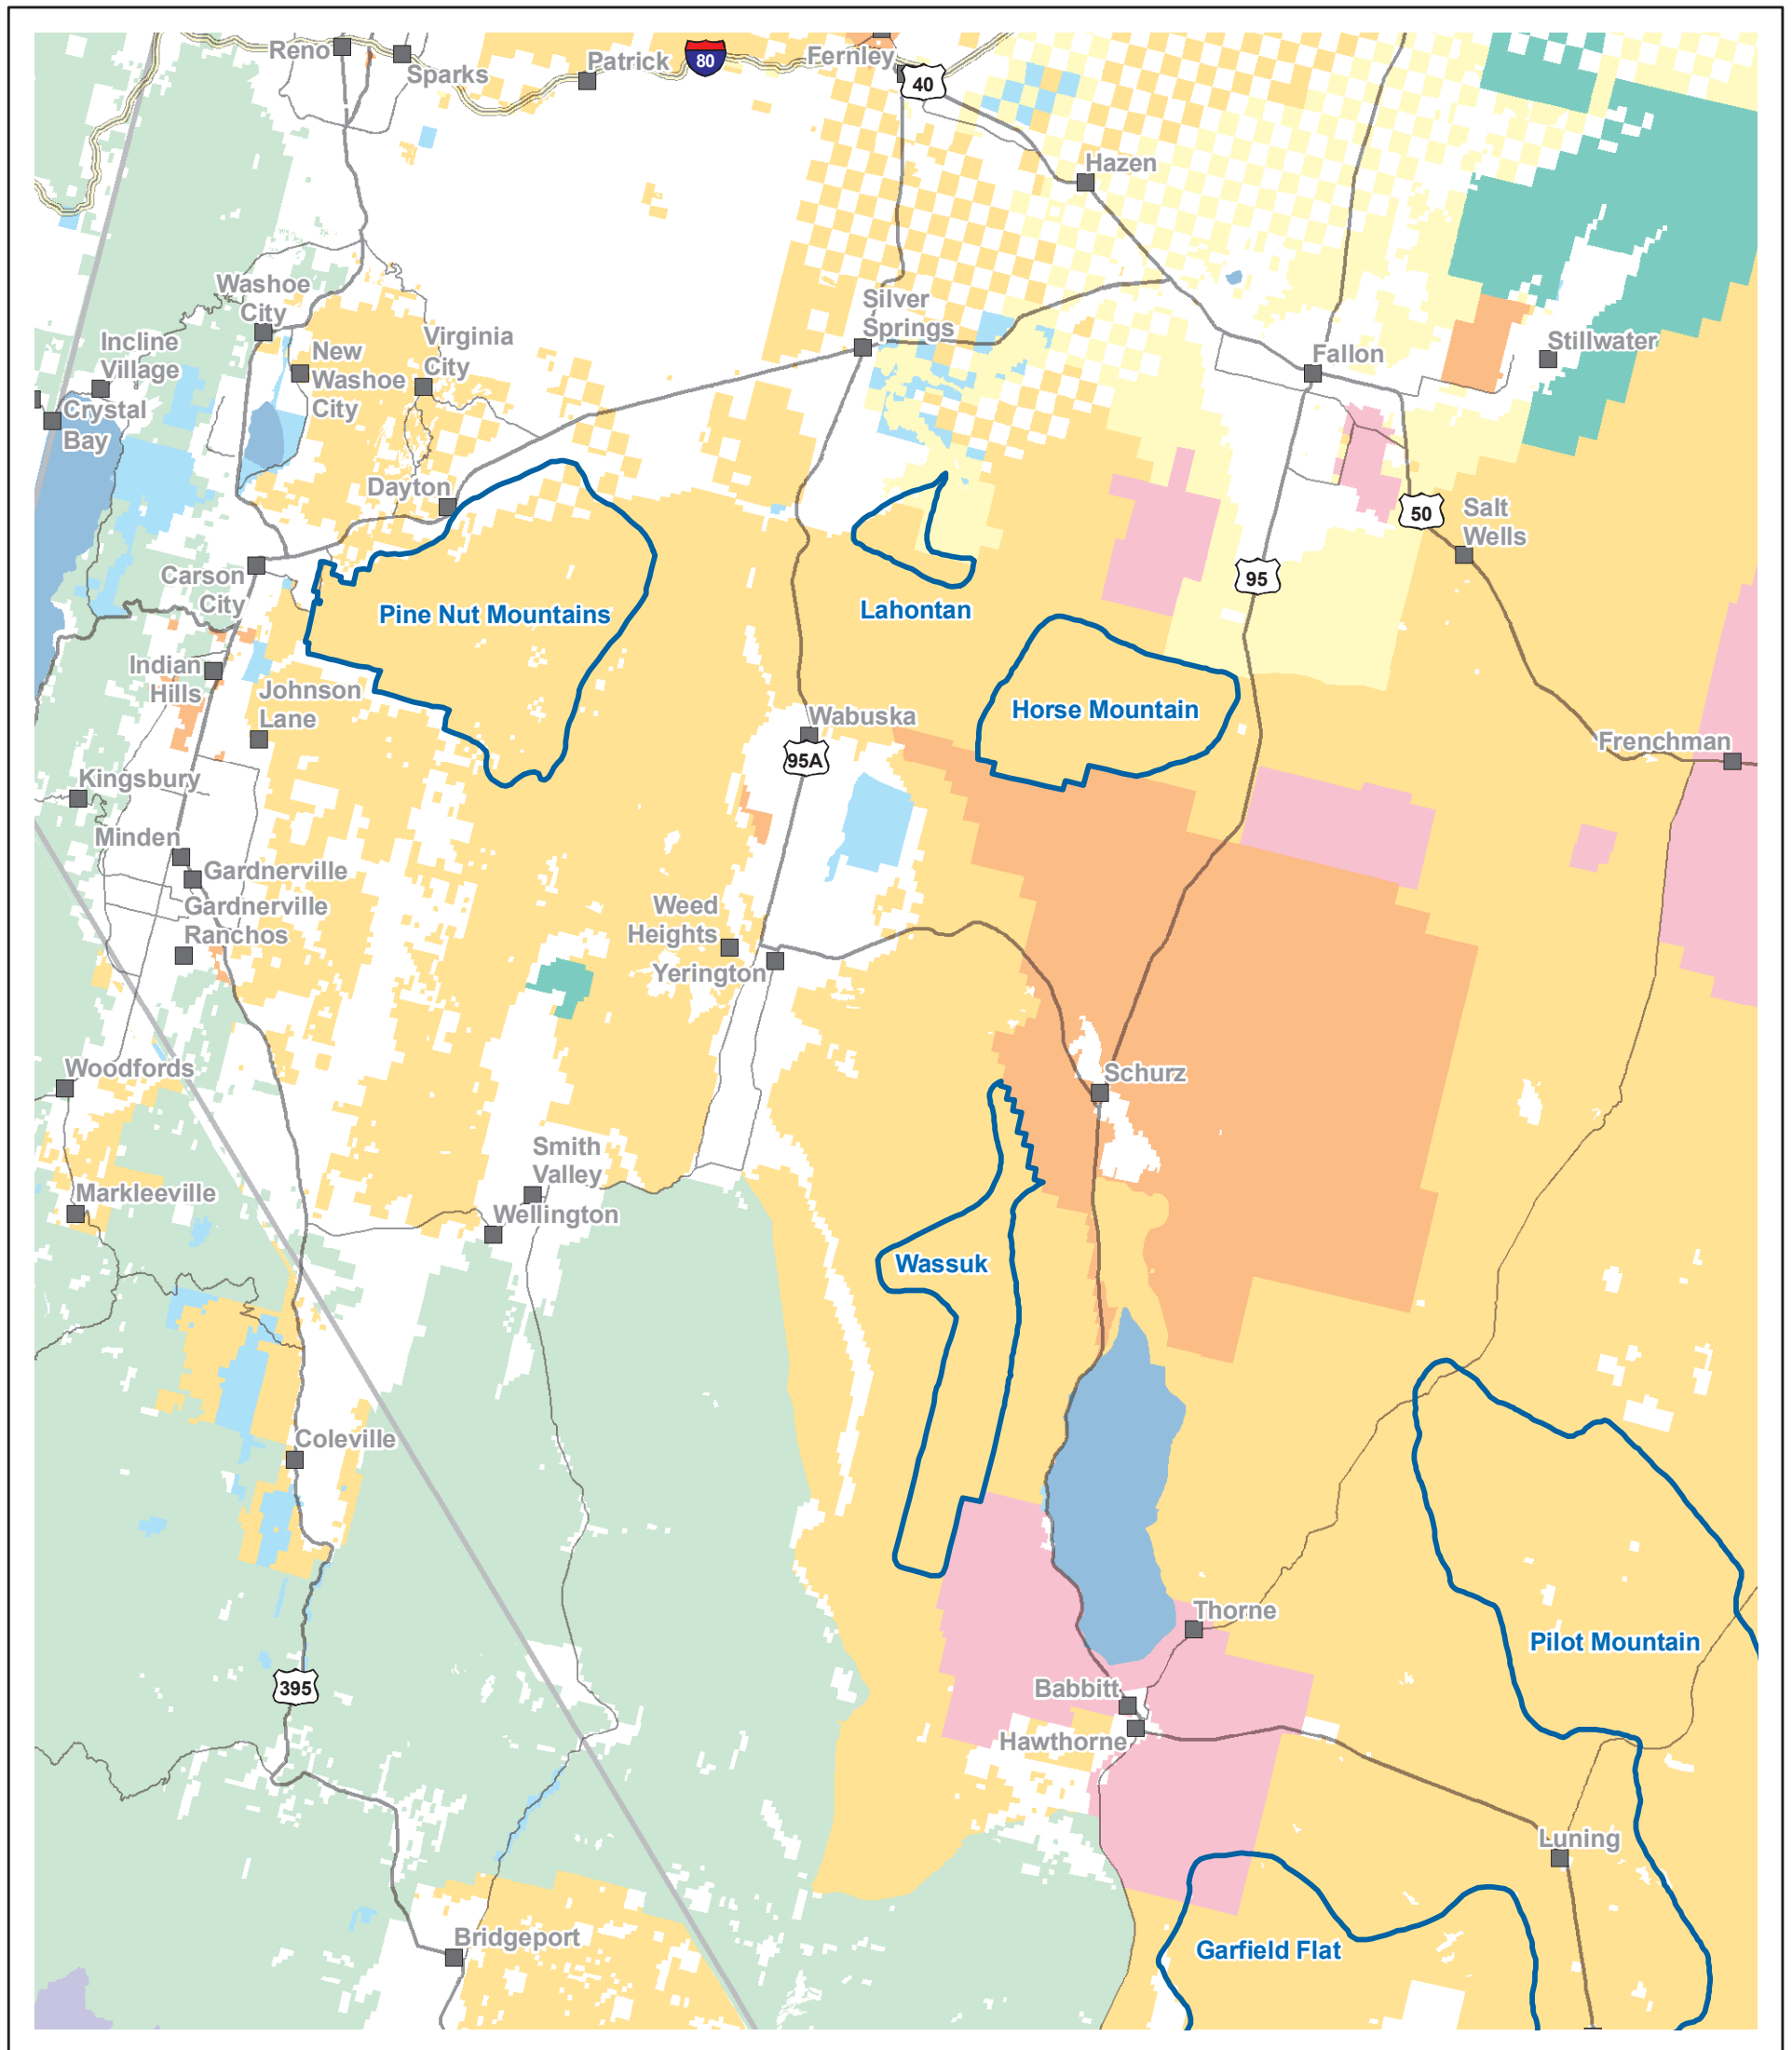 Reno
Sparks
Patrick
80
Fernley
40
Hazen
Washoe
City
Silver
Springs
Incline
Village
New
Washoe
City
Virginia
City
Fallon
Stillwater
Crystal
Bay
Dayton
50
Salt
Wells
Carson
City
95
Pine Nut Mountains
Lahontan
Indian
Hills
Johnson
Lane
Wabuska
Horse Mountain
95A
Frenchman
Kingsbury
Minden
Gardnerville
Gardnerville
Ranchos
Weed
Heights
Yerington
Woodfords
Schurz
Smith
Valley
Markleeville
Wellington
Wassuk
Coleville
Thorne
Pilot Mountain
395
Babbitt
Hawthorne
Luning
Bridgeport
Garfield Flat